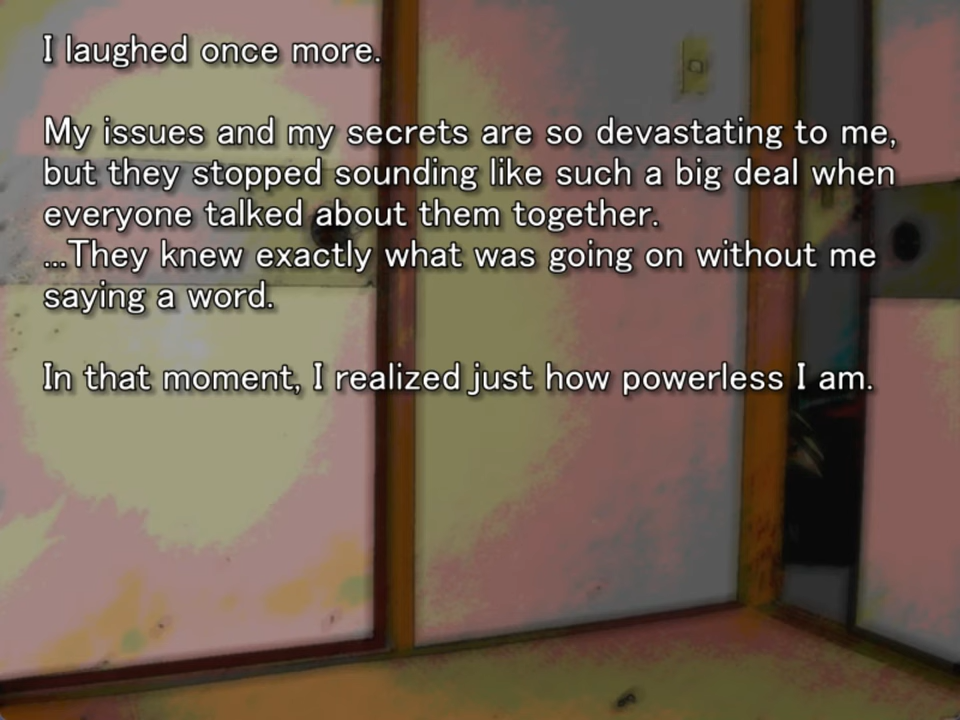 I laughed once more.
My issues and my secrets are so devastating to me,
but they stopped sounding like such a big deal when
everyone talked about them together.
...They knew exactly what was going on without me
saying a word.
In that moment, I realized just how powerless I am.